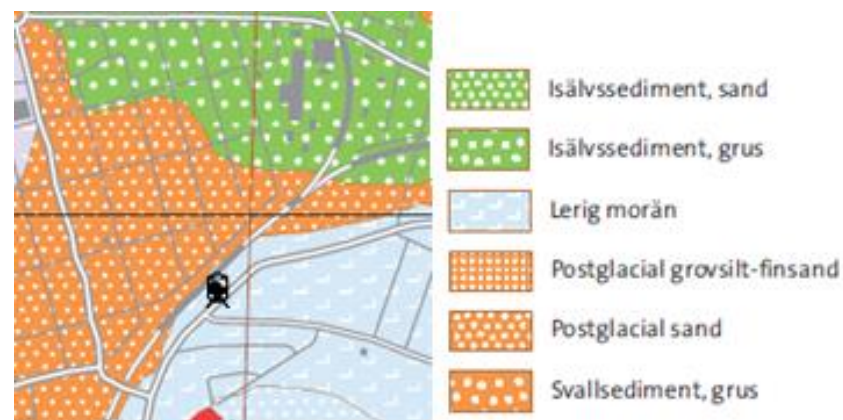 Isälvssediment, sand
Isälvssediment, grus
Lerig morän
Postglacial grovsilt-finsand
Postglacial sand
Svallsediment, grus